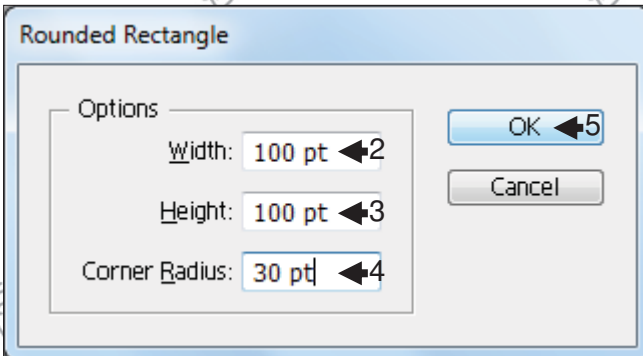 Rounded Rectangle
Options
Width: 100 pt 2
OK 5
Height: 100 pt 3
Cancel
Corner Radius: 30 pt 4